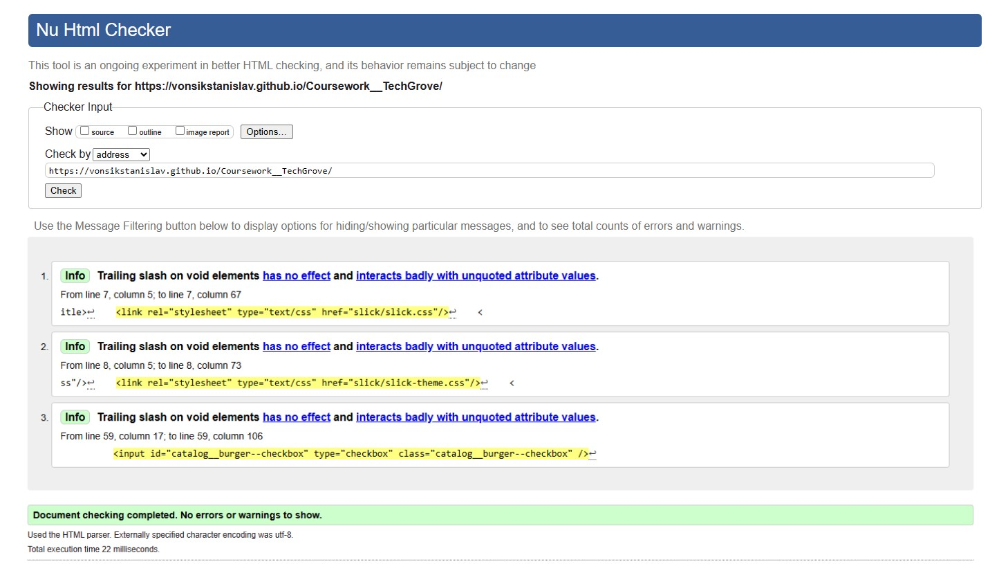 Nu Html Checker
This tool is an ongoing experiment in better HTML checking, and its behavior remains subject to change
Showing results for https://vonsikstanislav.github.io/Coursework__TechGrove/
Checker Input
Show source outline image report Options...
Check by address
https://vonsikstanislav.github.io/Coursework__TechGrove/
Check
Use the Message Filtering button below to display options for hiding/showing particular messages, and to see total counts of errors and warnings.
1. Info Trailing slash on void elements has no effect and interacts badly with unquoted attribute values.
From line 7, column 5; to line 7, column 67
itle>↩ <link rel="stylesheet" type="text/css" href="slick/slick.css"/>↩ <
2. Info Trailing slash on void elements has no effect and interacts badly with unquoted attribute values.
From line 8, column 5; to line 8, column 73
ss"/>↩ <link rel="stylesheet" type="text/css" href="slick/slick-theme.css"/>↩ <
3. Info Trailing slash on void elements has no effect and interacts badly with unquoted attribute values.
From line 59, column 17; to line 59, column 106
<input id="catalog__burger--checkbox" type="checkbox" class="catalog__burger--checkbox" />↩
Document checking completed. No errors or warnings to show.
Used the HTML parser. Externally specified character encoding was utf-8.
Total execution time 22 milliseconds.